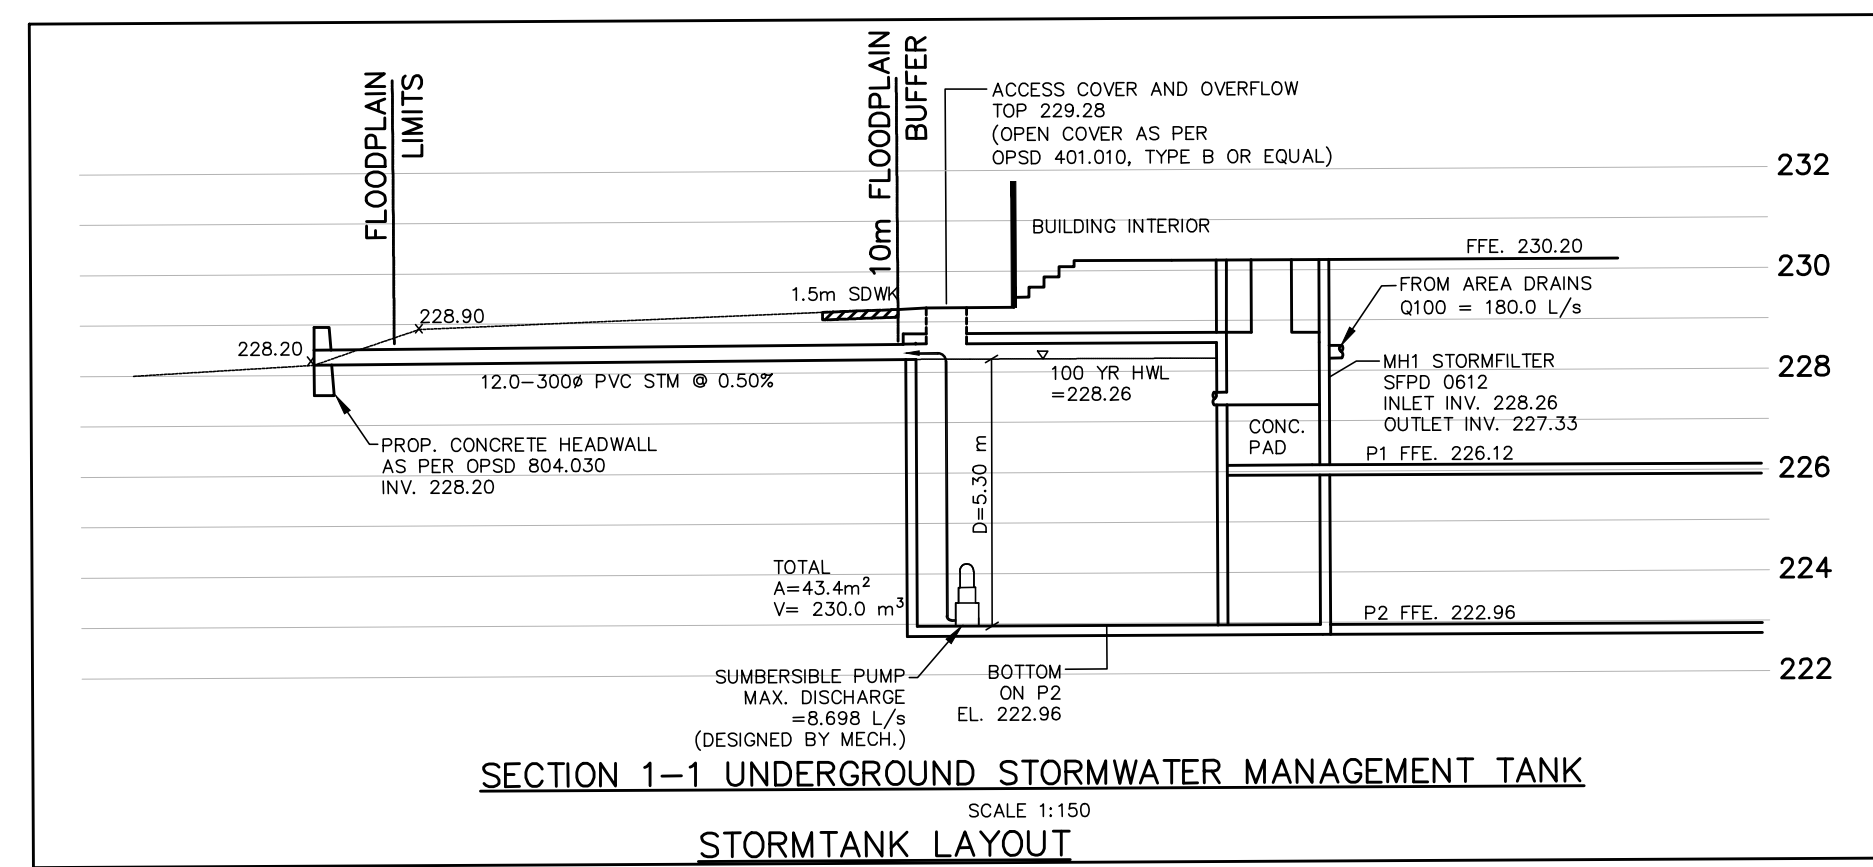 FLOODPLAIN
LIMITS
10m FLOODPLAIN
BUFFER
ACCESS COVER AND OVERFLOW
TOP 229.28
(OPEN COVER AS PER
OPSD 401.010, TYPE B OR EQUAL)
232
BUILDING INTERIOR
FFE. 230.20
230
1.5m SDWK
FROM AREA DRAINS
Q100 = 180.0 L/s
228.90
228.20
12.0-300ø PVC STM @ 0.50%
100 YR HWL
=228.26
MH1 STORMFILTER
SFPD 0612
INLET INV. 228.26
OUTLET INV. 227.33
228
PROP. CONCRETE HEADWALL
AS PER OPSD 804.030
INV. 228.20
CONC.
PAD
P1 FFE. 226.12
226
D=5.30 m
TOTAL
A=43.4m²
V= 230.0 m³
224
P2 FFE. 222.96
SUMBERSIBLE PUMP
MAX. DISCHARGE
=8.698 L/s
(DESIGNED BY MECH.)
BOTTOM
ON P2
EL. 222.96
222
SECTION 1-1 UNDERGROUND STORMWATER MANAGEMENT TANK
SCALE 1:150
STORMTANK LAYOUT